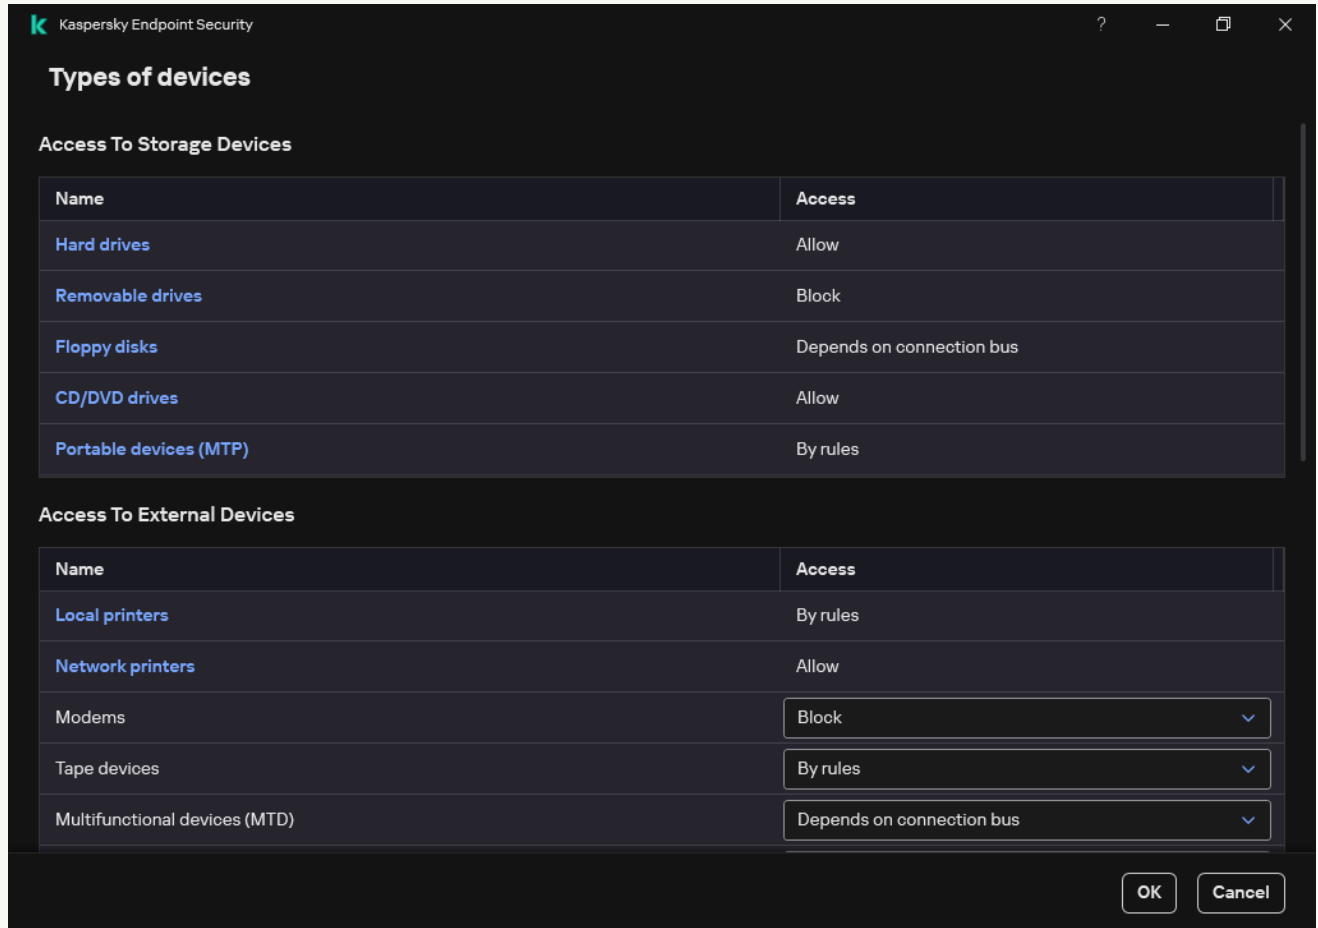 Kaspersky Endpoint Security
?
Types of devices
Access To Storage Devices
Name Access
Hard drives Allow
Removable drives Block
Floppy disks Depends on connection bus
CD/DVD drives Allow
Portable devices (MTP) By rules
Access To External Devices
Name Access
Local printers By rules
Network printers Allow
Modems Block
Tape devices By rules
Multifunctional devices (MTD) Depends on connection bus
OK Cancel